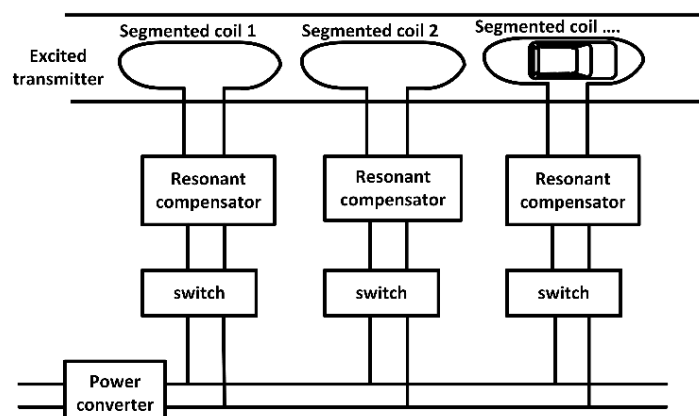 Segmented coil 1
Segmented coil 2
Segmented coil ....
Excited
transmitter
Resonant
compensator
Resonant
compensator
Resonant
compensator
switch
switch
switch
Power
converter